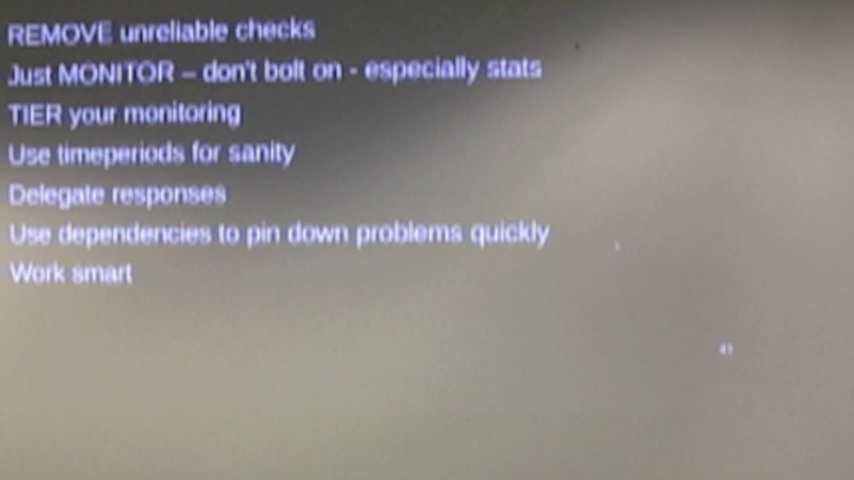 REMOVE unreliable checks
Just MONITOR – don't bolt on - especially stats
TIER your monitoring
Use timeperiods for sanity
Delegate responses
Use dependencies to pin down problems quickly
Work smart